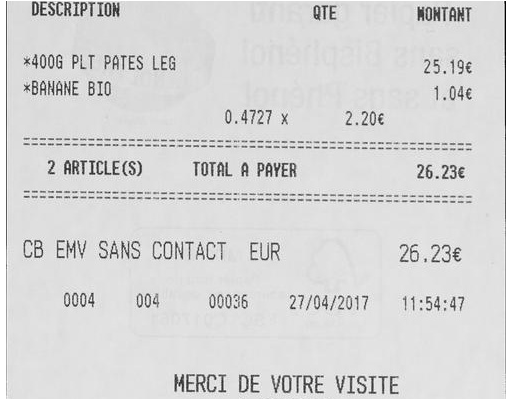 DESCRIPTION QTE MONTANT
*400G PLT PATES LEG 25.19€
*BANANE BIO 1.04€
0.4727 x 2.20€
2 ARTICLE(S) TOTAL A PAYER 26.23€
CB EMV SANS CONTACT EUR 26.23€
0004 004 00036 27/04/2017 11:54:47
MERCI DE VOTRE VISITE